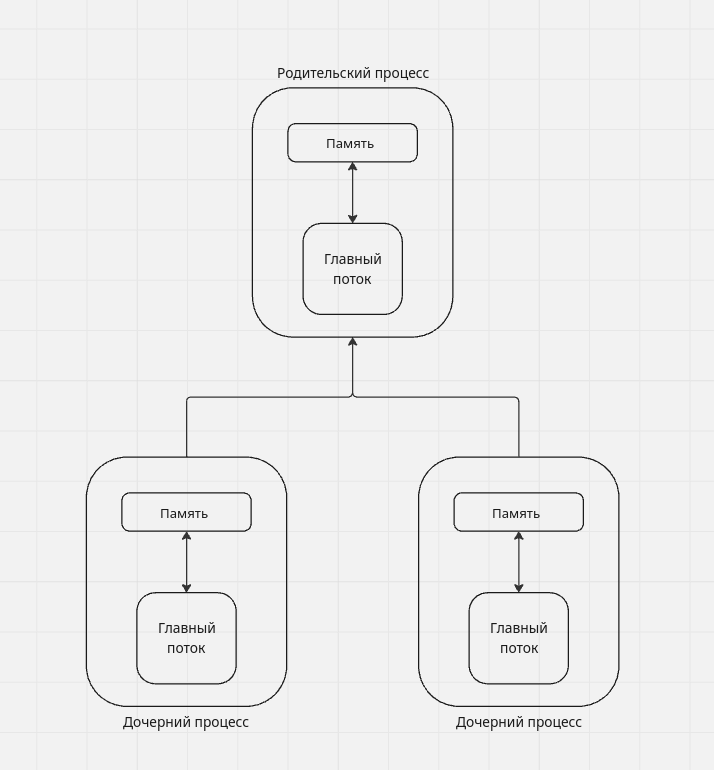 Родительский процесс
Память
Главный
поток
Память
Память
Главный
поток
Главный
поток
Дочерний процесс
Дочерний процесс